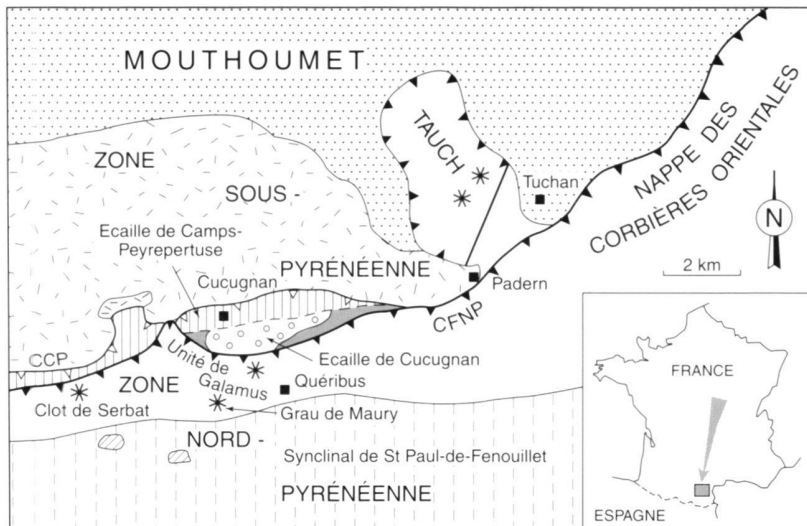 MOUTHOUMET
TAUCH
NAPPE DES
CORBIÈRES ORIENTALES
ZONE
SOUS -
PYRÉNÉENNE
Tuchan
N
Ecaille de Camps-
Peyrepertuse
Cucugnan
Padern
2 km
CFNP
CCP
Unité de
Galamus
Ecaille de Cucugnan
ZONE
Quéribus
Clot de Serbat
Grau de Maury
NORD -
Synclinal de St Paul-de-Fenouillet
PYRÉNÉENNE
FRANCE
ESPAGNE